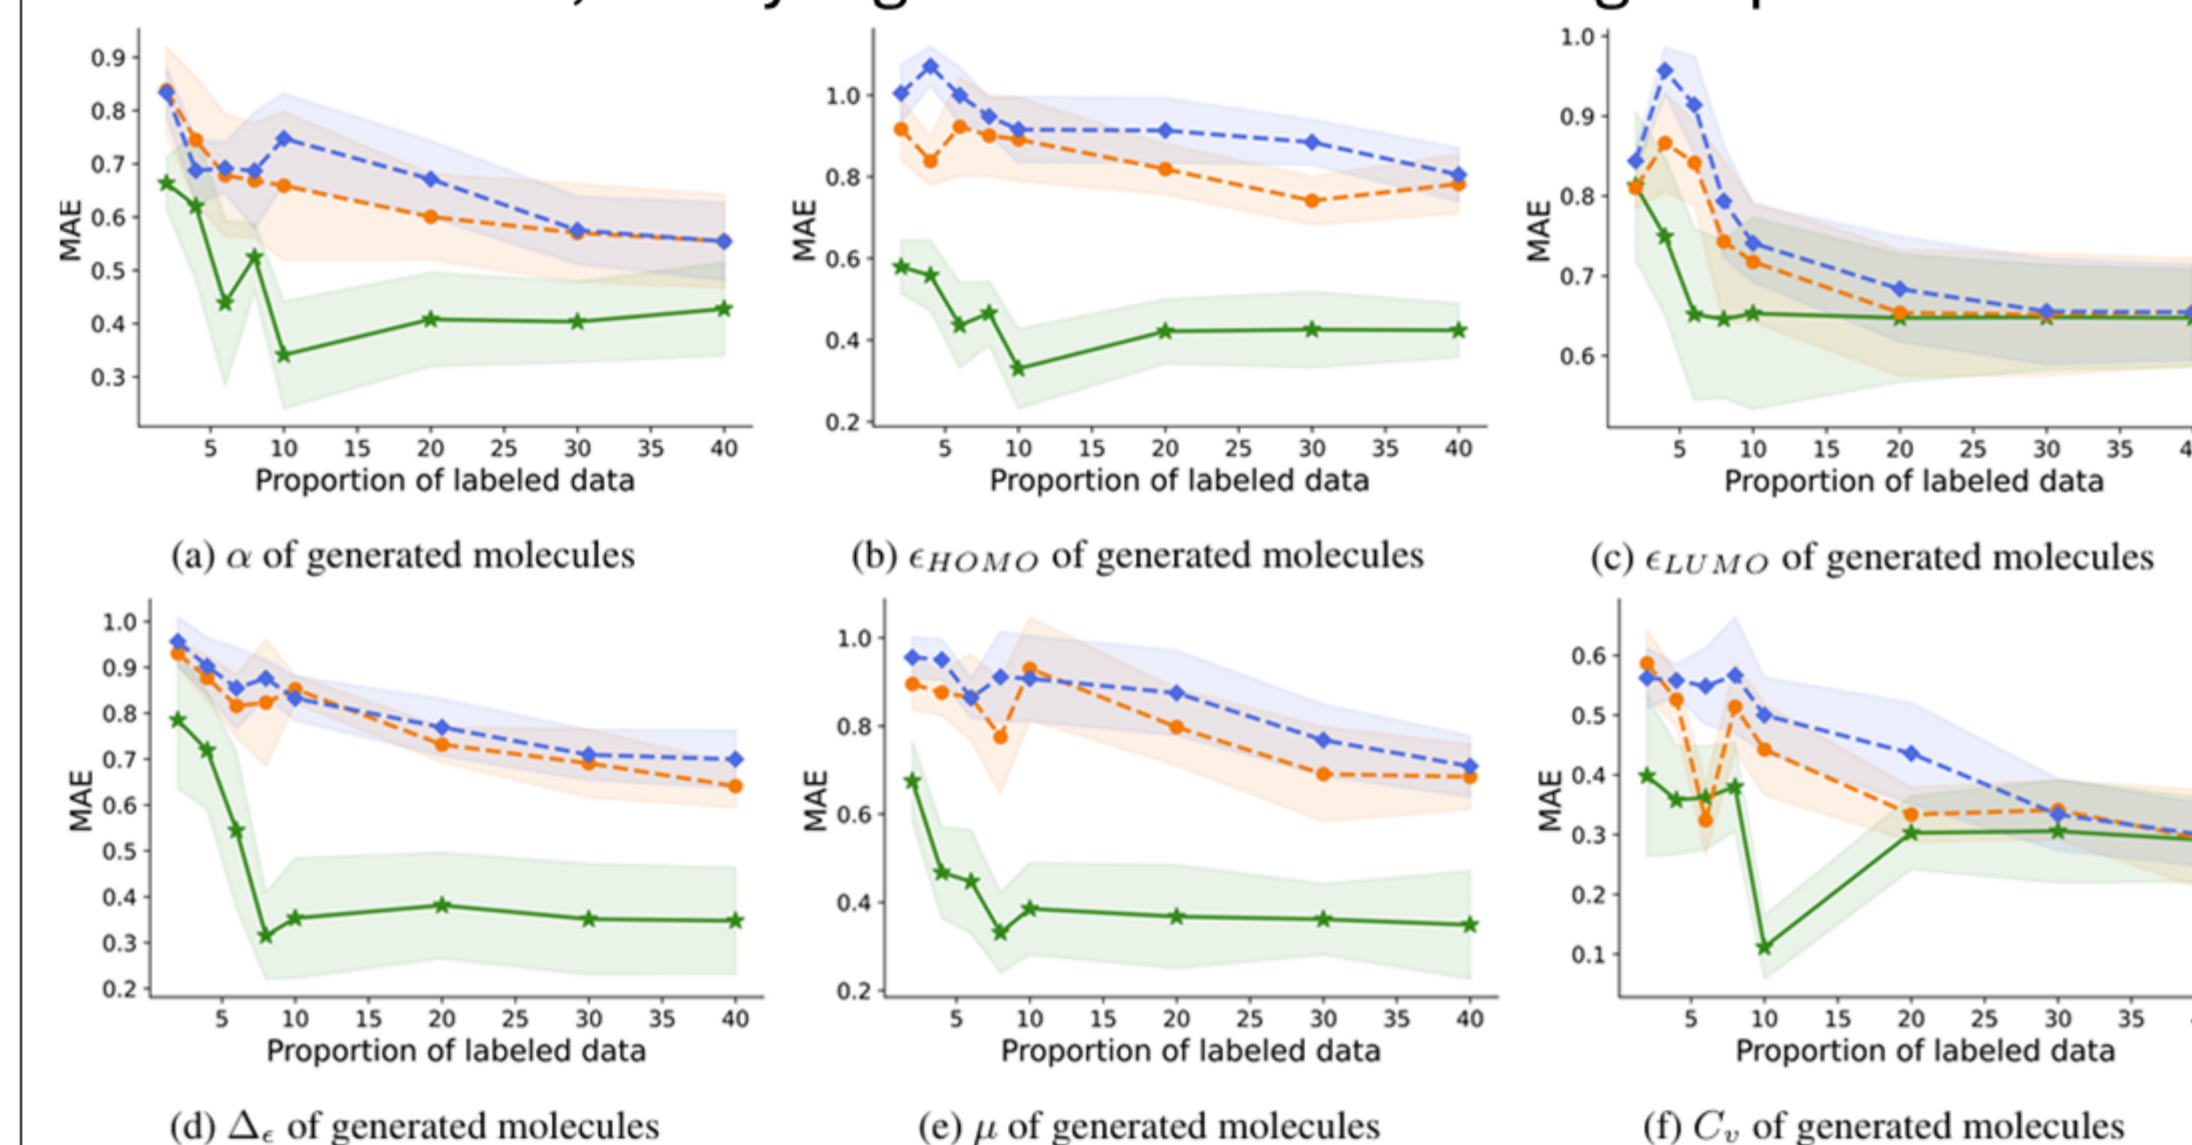 0.9
0.8
0.7
0.6
0.5
0.4
0.3
MAE
5 10 15 20 25 30 35 40
Proportion of labeled data
(a) α of generated molecules
1.0
0.8
0.6
0.4
0.2
MAE
5 10 15 20 25 30 35 40
Proportion of labeled data
(b) ϵ_HOMO of generated molecules
1.0
0.9
0.8
0.7
0.6
MAE
5 10 15 20 25 30 35
Proportion of labeled data
(c) ϵ_LUMO of generated molecules
1.0
0.9
0.8
0.7
0.6
0.5
0.4
0.3
0.2
MAE
5 10 15 20 25 30 35 40
Proportion of labeled data
(d) Δ_ϵ of generated molecules
1.0
0.8
0.6
0.4
0.2
MAE
5 10 15 20 25 30 35 40
Proportion of labeled data
(e) μ of generated molecules
0.6
0.5
0.4
0.3
0.2
0.1
MAE
5 10 15 20 25 30 35
Proportion of labeled data
(f) C_v of generated molecules